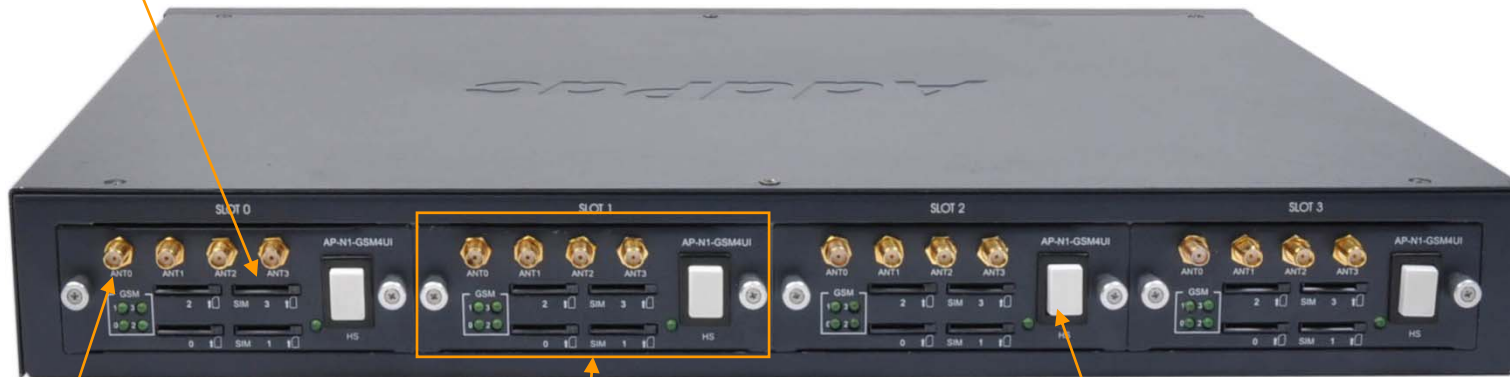 AddPac
SLOT 0 SLOT 1 SLOT 2 SLOT 3
AP-N1-GSM4UI AP-N1-GSM4UI AP-N1-GSM4UI AP-N1-GSM4UI
ANT0 ANT1 ANT2 ANT3 ANT0 ANT1 ANT2 ANT3 ANT0 ANT1 ANT2 ANT3 ANT0 ANT1 ANT2 ANT3
GSM GSM GSM GSM
1 3 2 SIM 3 1 3 2 SIM 3 1 3 2 SIM 3 1 3 2 SIM 3
0 2 0 SIM 1 HS 0 2 0 SIM 1 HS 0 2 0 SIM 1 HS 0 2 0 SIM 1 HS